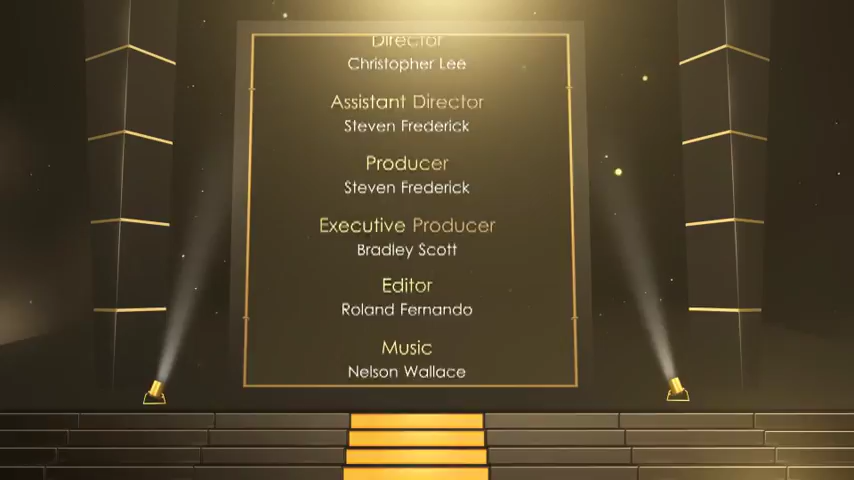 Director
Christopher Lee
Assistant Director
Steven Frederick
Producer
Steven Frederick
Executive Producer
Bradley Scott
Editor
Roland Fernando
Music
Nelson Wallace